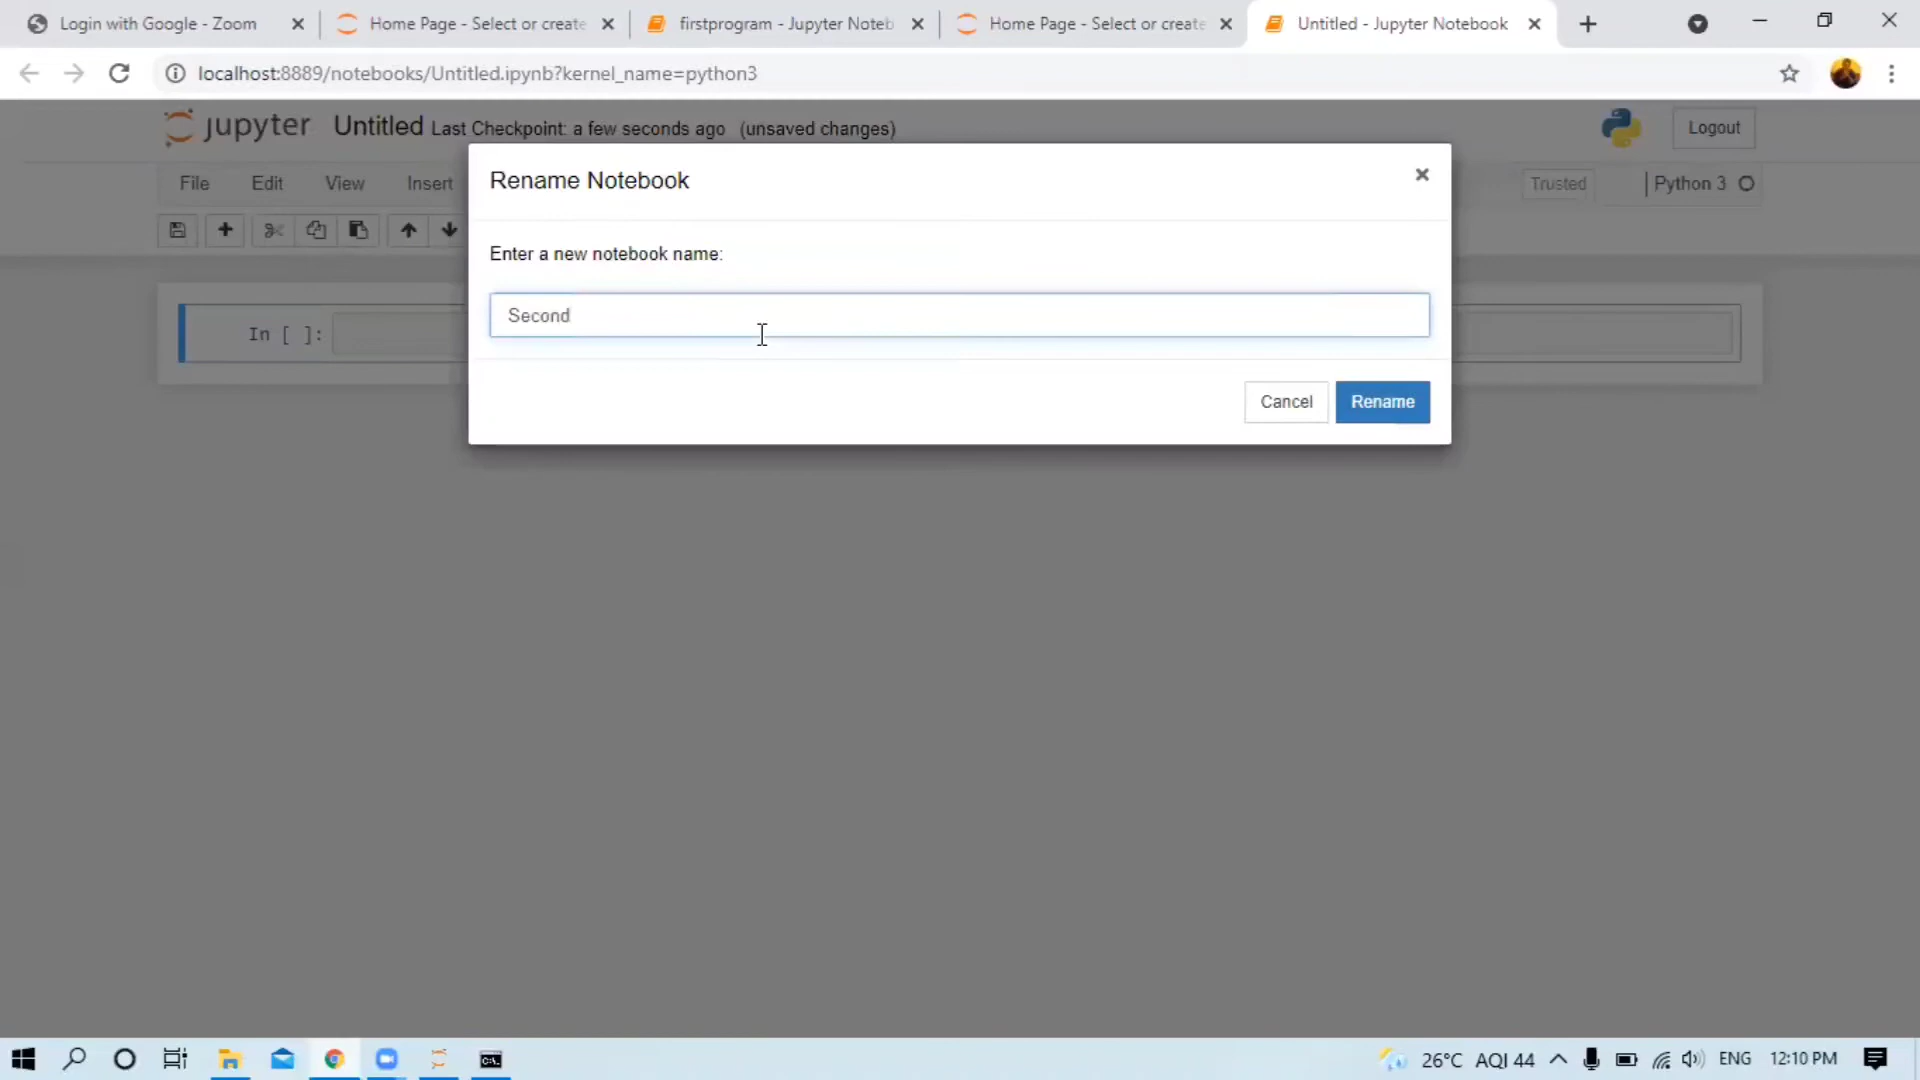 Login with Google - Zoom
Home Page - Select or create
firstprogram - Jupyter Noteb
Home Page - Select or create
Untitled - Jupyter Notebook
localhost:8889/notebooks/Untitled.ipynb?kernel_name=python3
jupyter Untitled Last Checkpoint: a few seconds ago (unsaved changes)
Logout
Rename Notebook
File Edit View Insert
Trusted
Python 3
Enter a new notebook name:
Second
In [ ]:
Cancel Rename
26°C AQI 44 ENG 12:10 PM